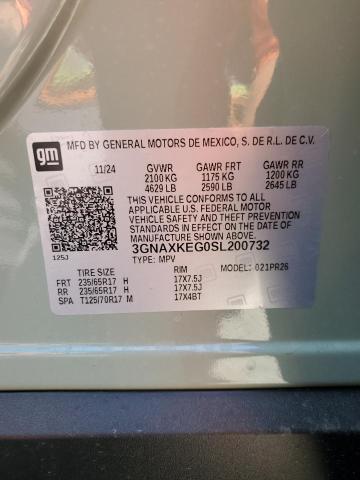 gm
MFD BY GENERAL MOTORS DE MEXICO, S. DE R.L. DE C.V.
11/24 GVWR GAWR FRT GAWR RR
2100 KG 1175 KG 1200 KG
4629 LB 2590 LB 2645 LB
THIS VEHICLE CONFORMS TO ALL
APPLICABLE U.S. FEDERAL MOTOR
VEHICLE SAFETY AND THEFT PREVENTION
STANDARDS IN EFFECT ON THE DATE OF
MANUFACTURE SHOWN ABOVE.
125J 3GNAXKEG0SL200732
TYPE: MPV MODEL: 021PR26
TIRE SIZE RIM
FRT 235/65R17 H 17X7.5J
RR 235/65R17 H 17X7.5J
SPA T125/70R17 M 17X4BT